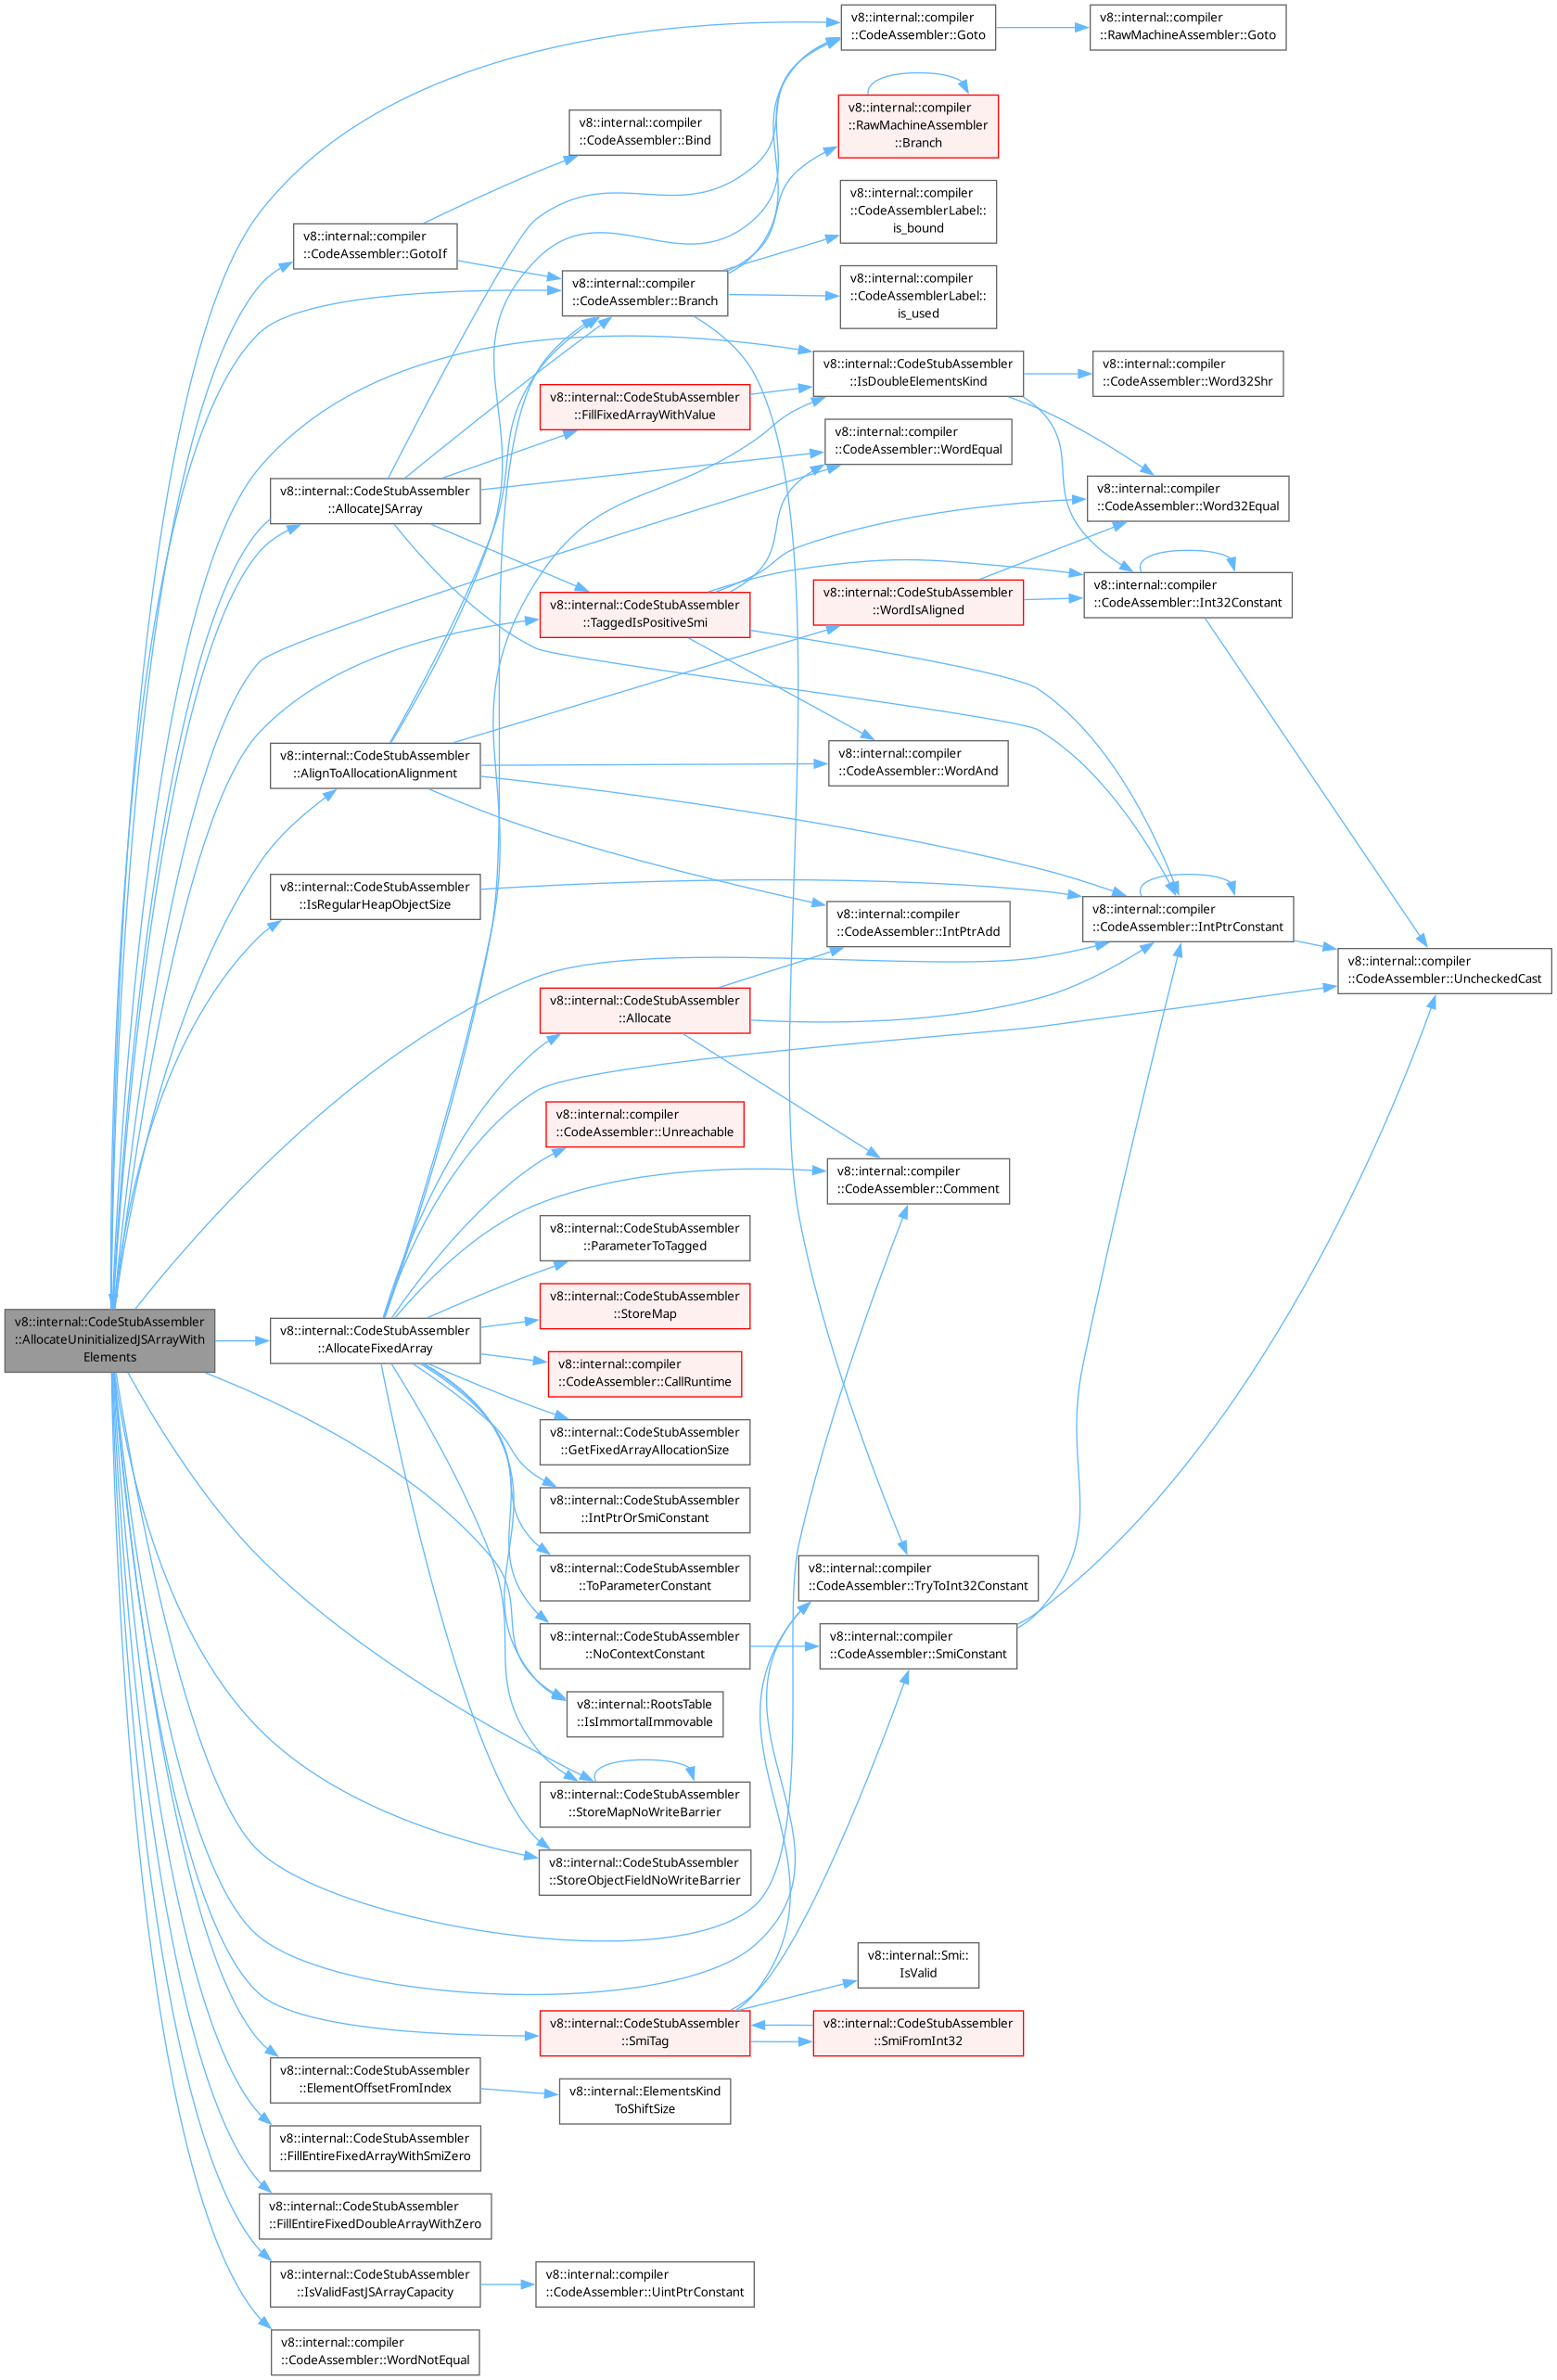 v8::internal::compiler
::CodeAssembler::Goto
v8::internal::compiler
::RawMachineAssembler::Goto
v8::internal::compiler
::RawMachineAssembler
::Branch
v8::internal::compiler
::CodeAssembler::Bind
v8::internal::compiler
::CodeAssemblerLabel::
is_bound
v8::internal::compiler
::CodeAssembler::GotoIf
v8::internal::compiler
::CodeAssembler::Branch
v8::internal::compiler
::CodeAssemblerLabel::
is_used
v8::internal::CodeStubAssembler
::IsDoubleElementsKind
v8::internal::compiler
::CodeAssembler::Word32Shr
v8::internal::CodeStubAssembler
::FillFixedArrayWithValue
v8::internal::compiler
::CodeAssembler::WordEqual
v8::internal::CodeStubAssembler
::AllocateJSArray
v8::internal::compiler
::CodeAssembler::Word32Equal
v8::internal::CodeStubAssembler
::TaggedIsPositiveSmi
v8::internal::CodeStubAssembler
::WordIsAligned
v8::internal::compiler
::CodeAssembler::Int32Constant
v8::internal::CodeStubAssembler
::AlignToAllocationAlignment
v8::internal::compiler
::CodeAssembler::WordAnd
v8::internal::CodeStubAssembler
::IsRegularHeapObjectSize
v8::internal::compiler
::CodeAssembler::IntPtrAdd
v8::internal::compiler
::CodeAssembler::IntPtrConstant
v8::internal::compiler
::CodeAssembler::UncheckedCast
v8::internal::CodeStubAssembler
::Allocate
v8::internal::compiler
::CodeAssembler::Unreachable
v8::internal::compiler
::CodeAssembler::Comment
v8::internal::CodeStubAssembler
::ParameterToTagged
v8::internal::CodeStubAssembler
::StoreMap
v8::internal::CodeStubAssembler
::AllocateUninitializedJSArrayWith
Elements
v8::internal::CodeStubAssembler
::AllocateFixedArray
v8::internal::compiler
::CodeAssembler::CallRuntime
v8::internal::CodeStubAssembler
::GetFixedArrayAllocationSize
v8::internal::CodeStubAssembler
::IntPtrOrSmiConstant
v8::internal::CodeStubAssembler
::ToParameterConstant
v8::internal::compiler
::CodeAssembler::TryToInt32Constant
v8::internal::CodeStubAssembler
::NoContextConstant
v8::internal::compiler
::CodeAssembler::SmiConstant
v8::internal::RootsTable
::IsImmortalImmovable
v8::internal::CodeStubAssembler
::StoreMapNoWriteBarrier
v8::internal::CodeStubAssembler
::StoreObjectFieldNoWriteBarrier
v8::internal::Smi::
IsValid
v8::internal::CodeStubAssembler
::SmiTag
v8::internal::CodeStubAssembler
::SmiFromInt32
v8::internal::CodeStubAssembler
::ElementOffsetFromIndex
v8::internal::ElementsKind
ToShiftSize
v8::internal::CodeStubAssembler
::FillEntireFixedArrayWithSmiZero
v8::internal::CodeStubAssembler
::FillEntireFixedDoubleArrayWithZero
v8::internal::CodeStubAssembler
::IsValidFastJSArrayCapacity
v8::internal::compiler
::CodeAssembler::UintPtrConstant
v8::internal::compiler
::CodeAssembler::WordNotEqual